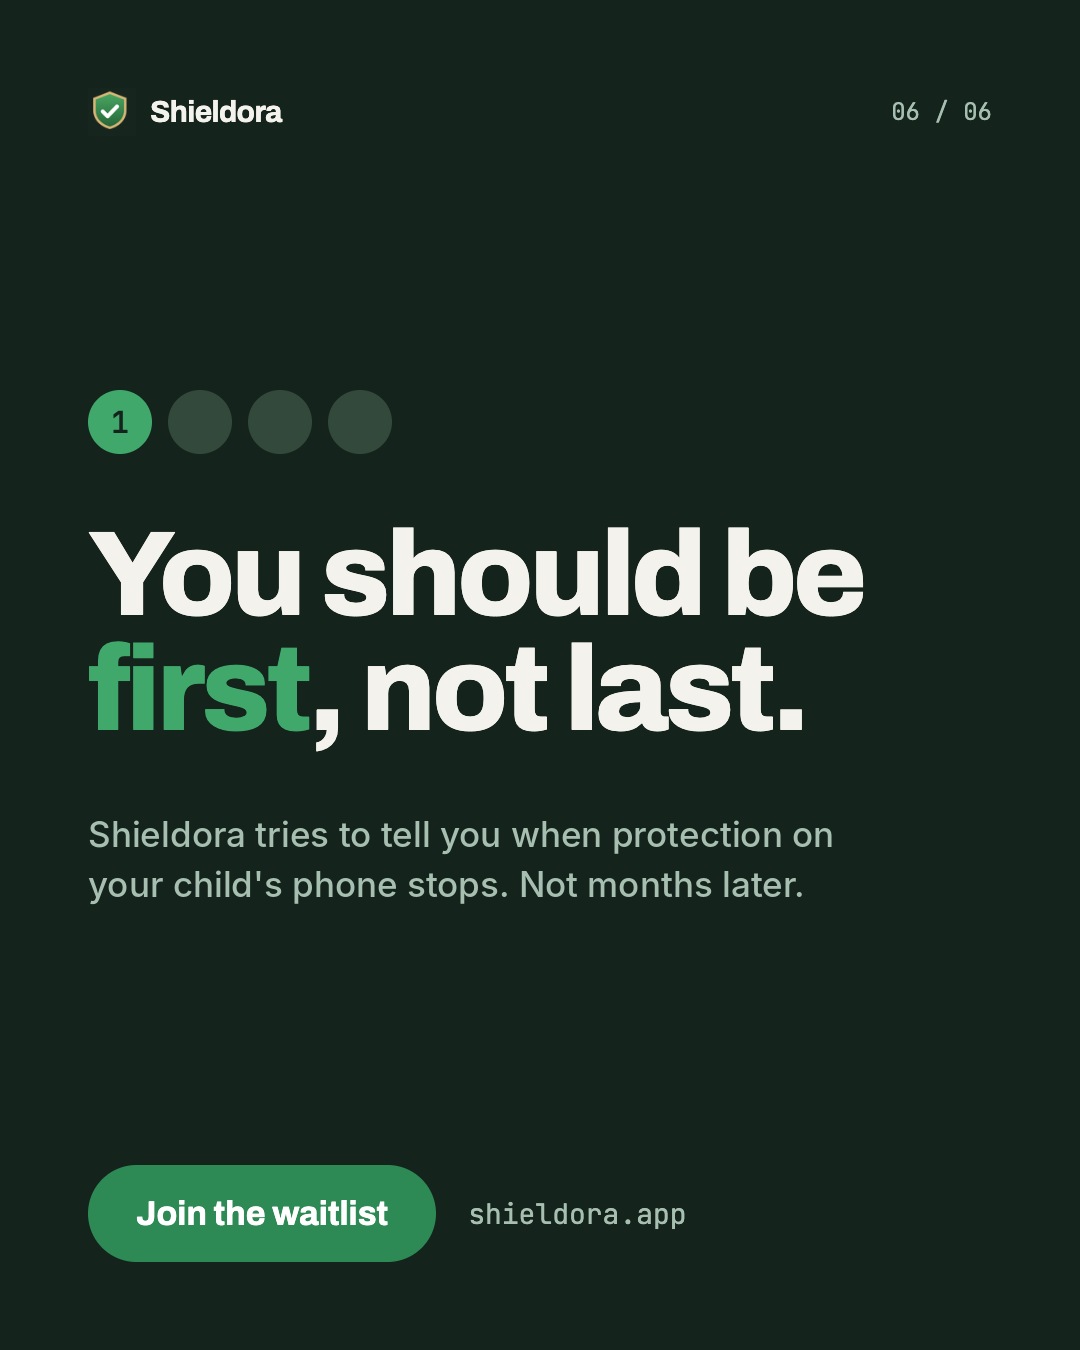 Shieldora
06 / 06
1
You should be
first, not last.
Shieldora tries to tell you when protection on
your child's phone stops. Not months later.
Join the waitlist
shieldora.app